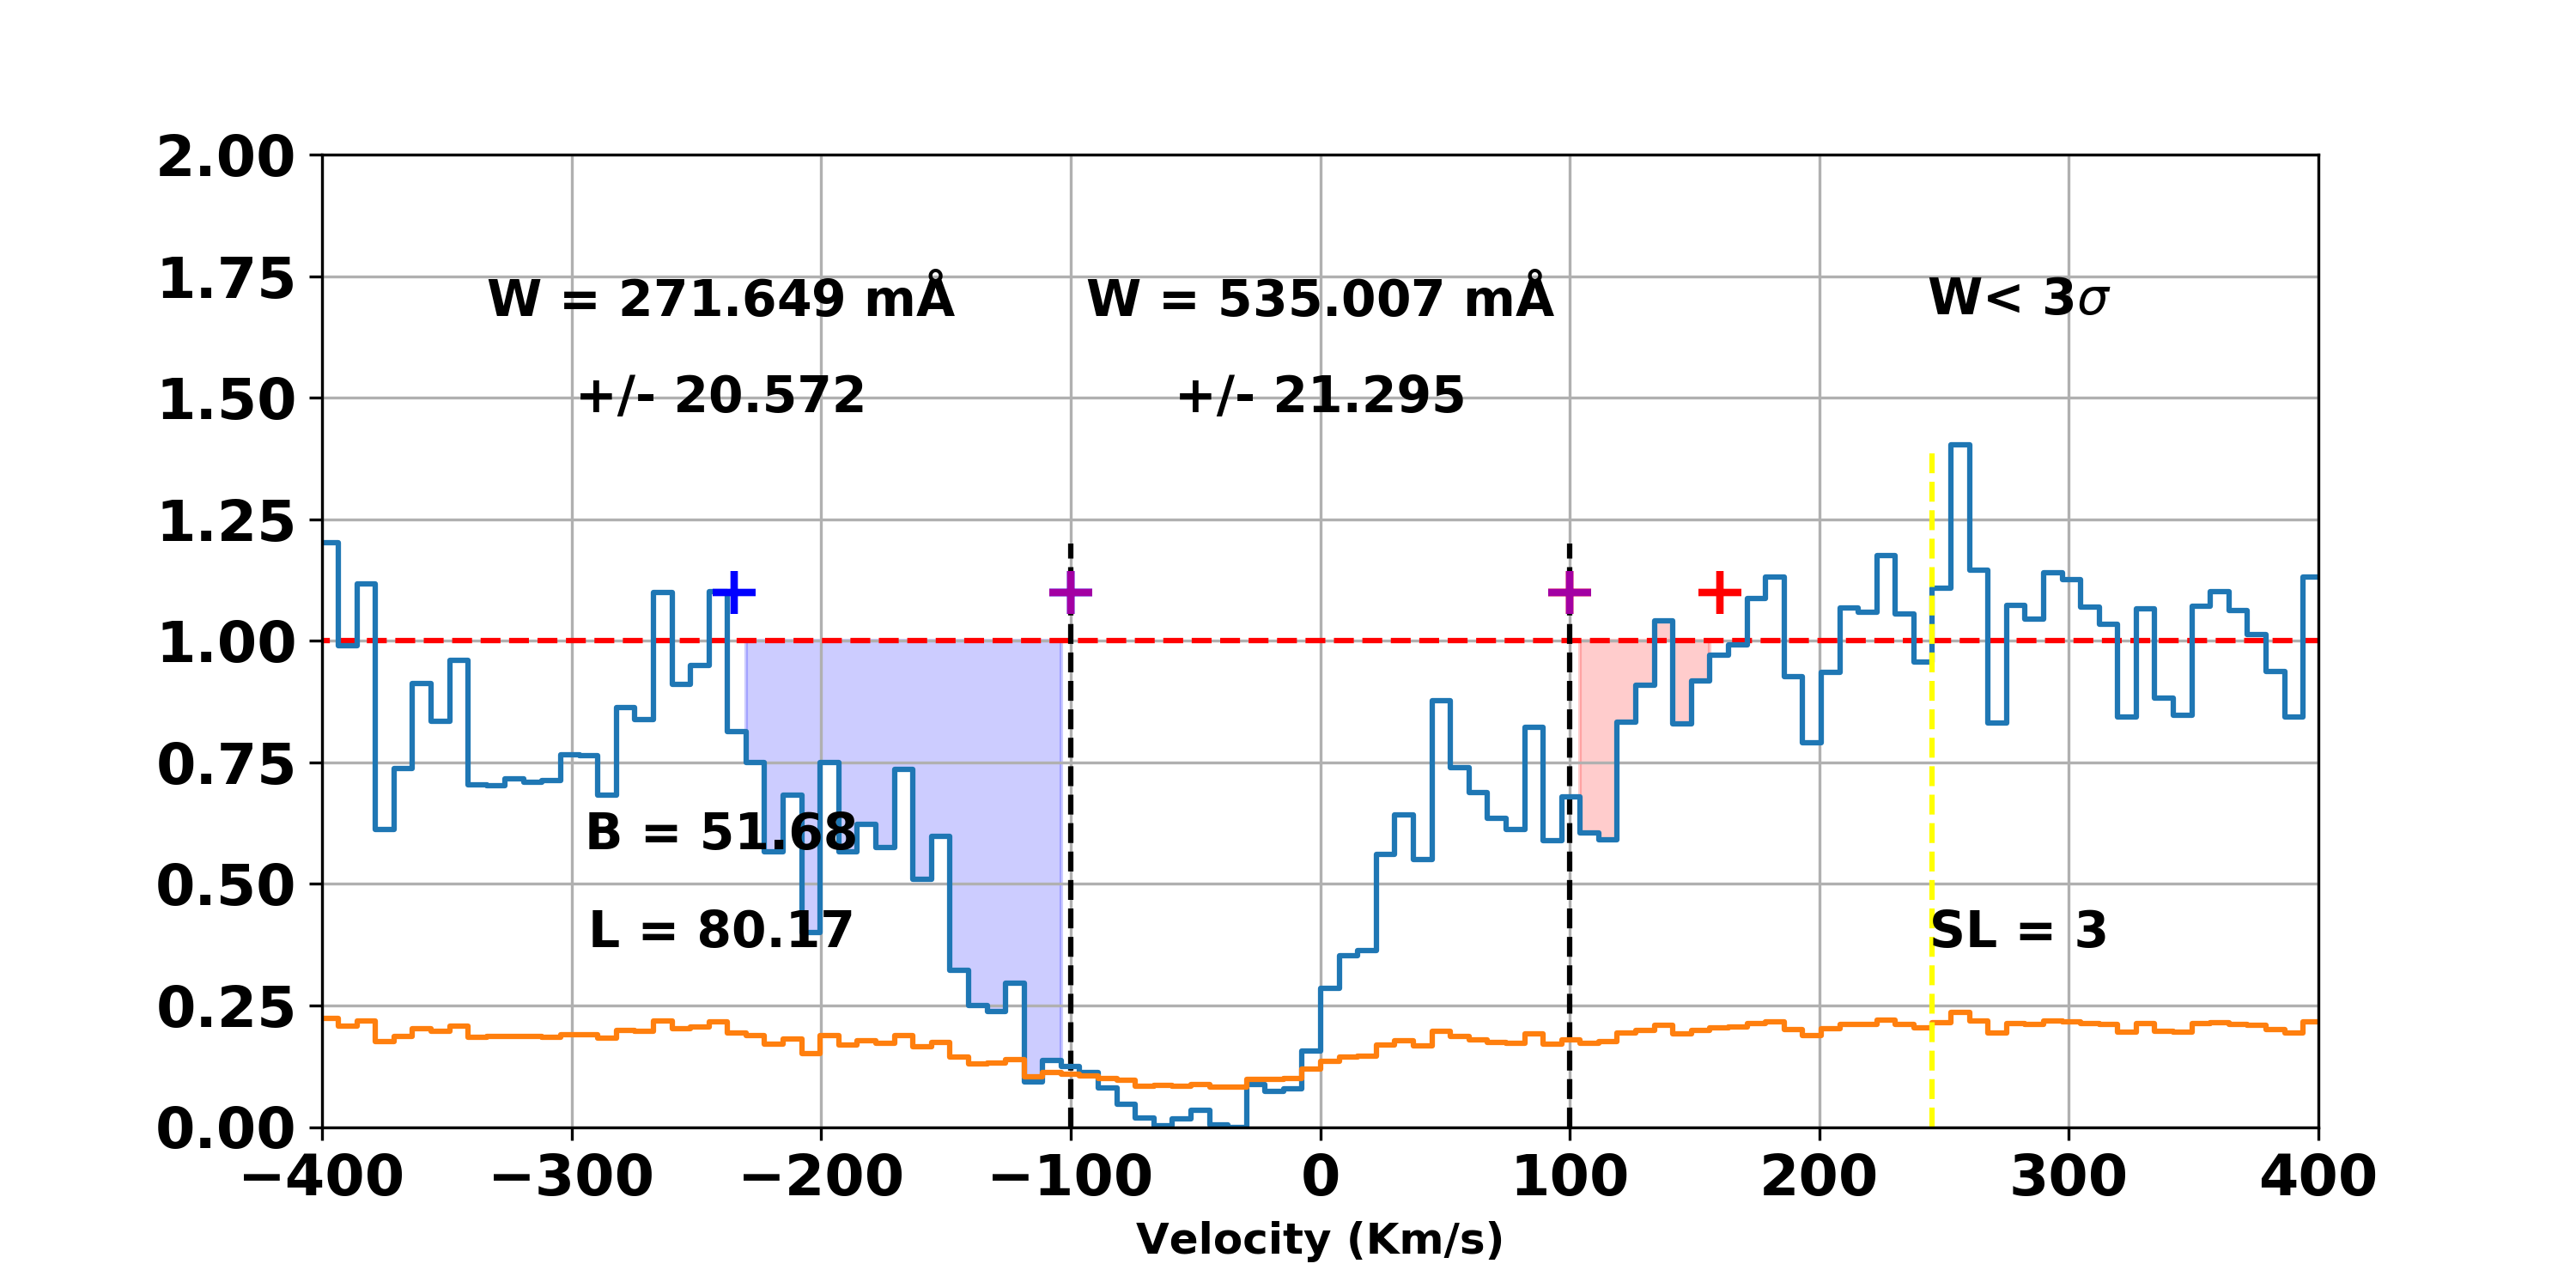 2.00
1.75
W = 271.649 mÅ W = 535.007 mÅ W< 3σ
1.50
+/- 20.572 +/- 21.295
1.25
1.00
0.75
B = 51.68
0.50
L = 80.17 SL = 3
0.25
0.00
−400 −300 −200 −100 0 100 200 300 400
Velocity (Km/s)